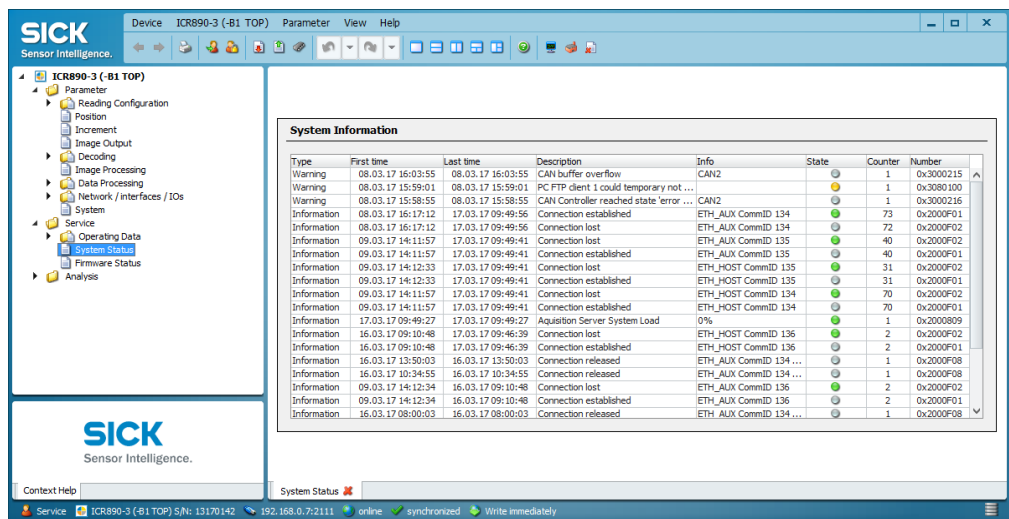 SICK
Sensor Intelligence.
Device ICR890-3 (-B1 TOP) Parameter View Help
ICR890-3 (-B1 TOP)
Parameter
Reading Configuration
Position
Increment
Image Output
Decoding
Image Processing
Data Processing
Network / interfaces / IOs
System
Service
Operating Data
System Status
Firmware Status
Analysis
SICK
Sensor Intelligence.
Context Help
System Information
Type First time Last time Description Info State Counter Number
Warning 08.03.17 16:03:55 08.03.17 16:03:55 CAN buffer overflow CAN2 1 0x3000215
Warning 08.03.17 15:59:01 08.03.17 15:59:01 PC FTP client 1 could temporary not ... 1 0x3080100
Warning 08.03.17 15:58:55 08.03.17 15:58:55 CAN Controller reached state 'error ... CAN2 1 0x3000216
Information 08.03.17 16:17:12 17.03.17 09:49:56 Connection established ETH_AUX CommID 134 73 0x2000F01
Information 08.03.17 16:17:12 17.03.17 09:49:56 Connection lost ETH_AUX CommID 134 72 0x2000F02
Information 09.03.17 14:11:57 17.03.17 09:49:41 Connection lost ETH_AUX CommID 135 40 0x2000F02
Information 09.03.17 14:11:57 17.03.17 09:49:41 Connection established ETH_AUX CommID 135 40 0x2000F01
Information 09.03.17 14:12:33 17.03.17 09:49:41 Connection lost ETH_HOST CommID 135 31 0x2000F02
Information 09.03.17 14:12:33 17.03.17 09:49:41 Connection established ETH_HOST CommID 135 31 0x2000F01
Information 09.03.17 14:11:57 17.03.17 09:49:41 Connection lost ETH_HOST CommID 134 70 0x2000F02
Information 09.03.17 14:11:57 17.03.17 09:49:41 Connection established ETH_HOST CommID 134 70 0x2000F01
Information 17.03.17 09:49:27 17.03.17 09:49:27 Aquisition Server System Load 0% 1 0x2000809
Information 16.03.17 09:10:48 17.03.17 09:46:39 Connection lost ETH_HOST CommID 136 2 0x2000F02
Information 16.03.17 09:10:48 17.03.17 09:46:39 Connection established ETH_HOST CommID 136 2 0x2000F01
Information 16.03.17 13:50:03 16.03.17 13:50:03 Connection released ETH_AUX CommID 134 ... 1 0x2000F08
Information 16.03.17 10:34:55 16.03.17 10:34:55 Connection released ETH_AUX CommID 134 ... 1 0x2000F08
Information 09.03.17 14:12:34 16.03.17 09:10:48 Connection lost ETH_AUX CommID 136 2 0x2000F02
Information 09.03.17 14:12:34 16.03.17 09:10:48 Connection established ETH_AUX CommID 136 2 0x2000F01
Information 16.03.17 08:00:03 16.03.17 08:00:03 Connection released ETH_AUX CommID 134 ... 1 0x2000F08
System Status
Service ICR890-3 (-B1 TOP) S/N: 13170142 192.168.0.7:2111 online synchronized Write immediately